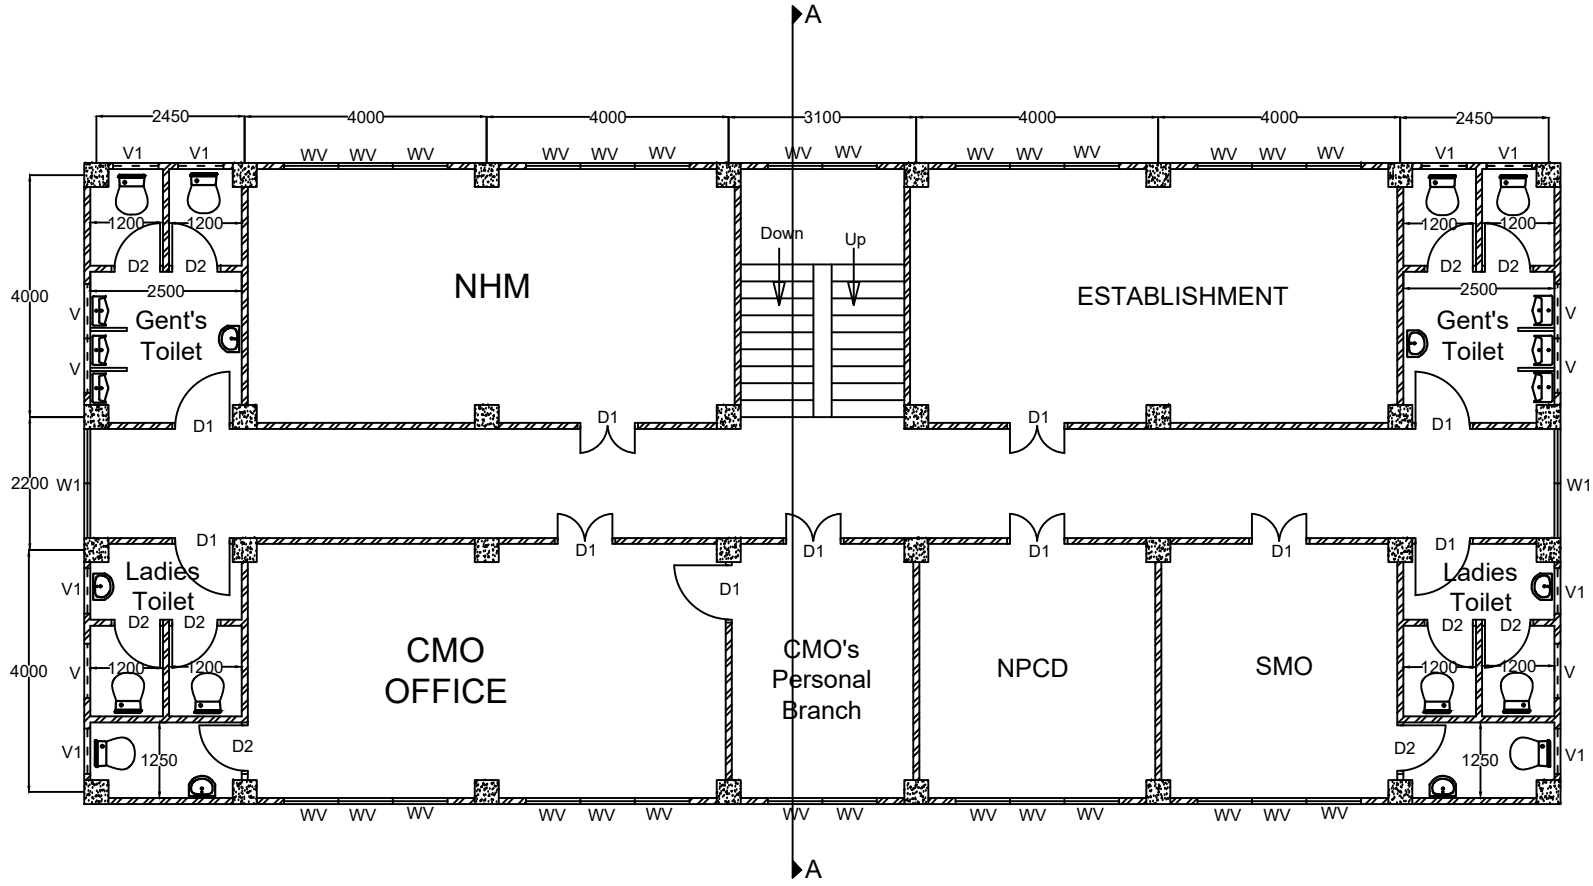 A
2450 4000 4000 3100 4000 4000 2450
V1 V1 WV WV WV WV WV WV WV WV WV WV WV WV WV WV V1 V1
1200 1200 Down Up 1200 1200
D2 D2 D2 D2
4000 2500 NHM ESTABLISHMENT 2500
V Gent's Gent's V
Toilet Toilet
V V
D1 D1 D1 D1
2200 W1 W1
D1 D1 D1 D1 D1 D1
Ladies Ladies
V1 Toilet D1 Toilet V1
D2 D2 D2 D2
4000 V 1200 1200 CMO CMO's NPCD SMO 1200 1200 V
OFFICE Personal
Branch
V1 1250 D2 D2 1250 V1
WV WV WV WV WV WV WV WV WV WV WV WV WV WV
A